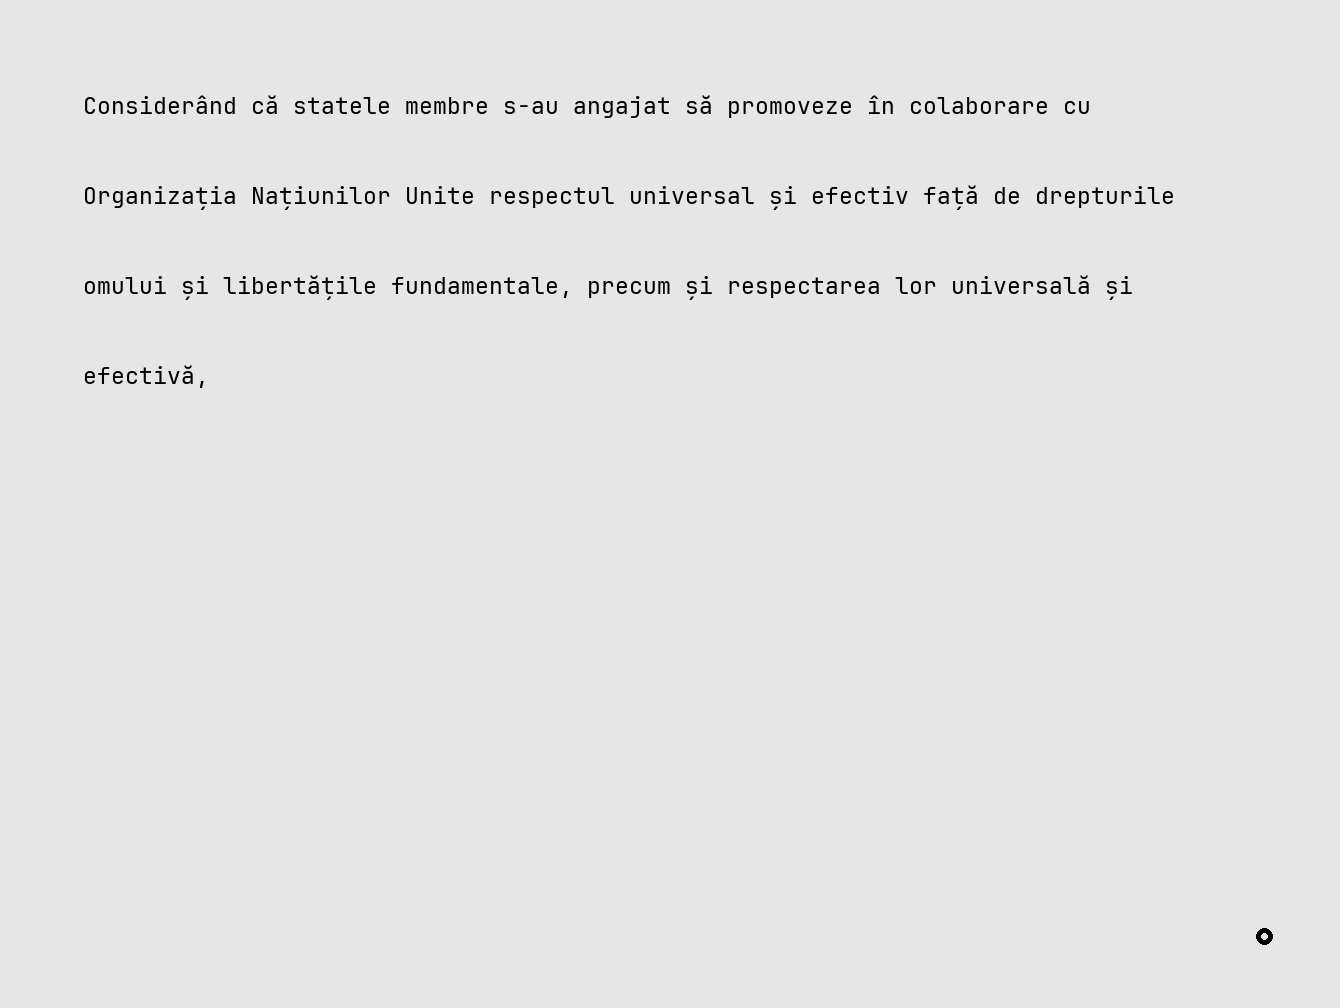 Considerând că statele membre s-au angajat să promoveze în colaborare cu
Organizația Națiunilor Unite respectul universal și efectiv față de drepturile
omului și libertățile fundamentale, precum și respectarea lor universală și
efectivă,